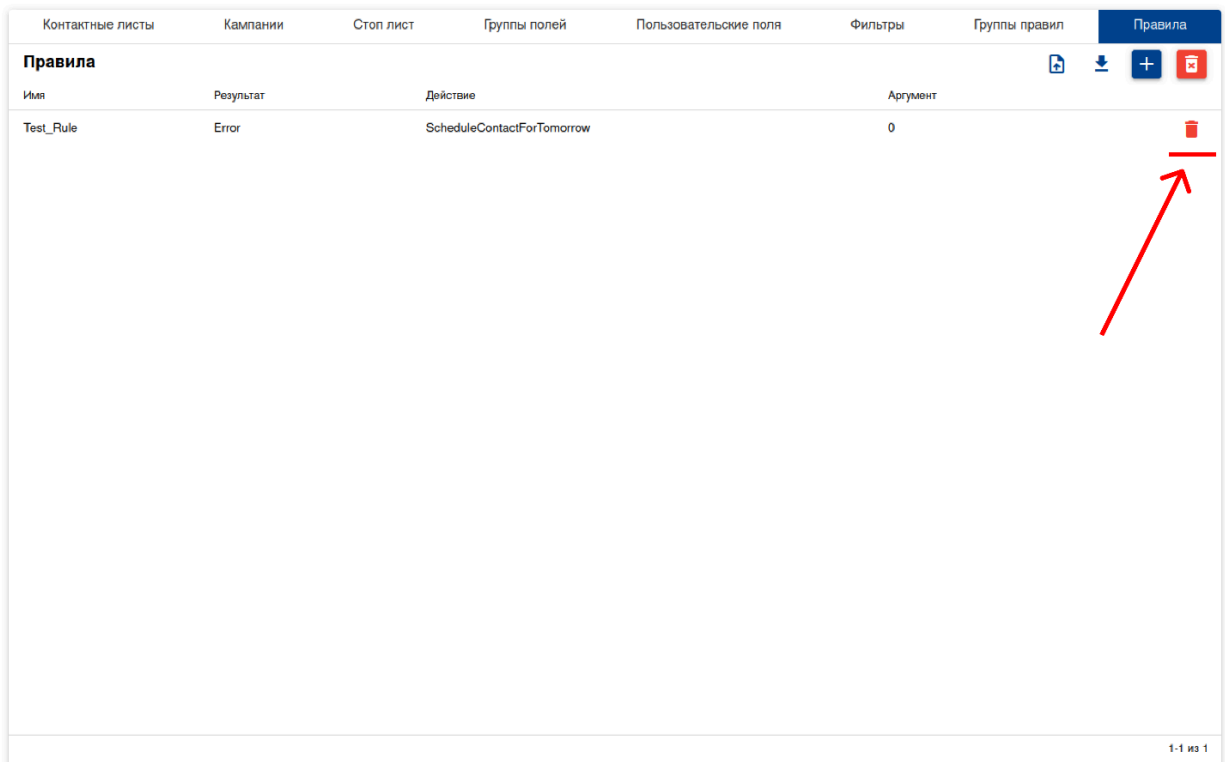 Контактные листы Кампании Стоп лист Группы полей Пользовательские поля Фильтры Группы правил Правила
Правила
Имя Результат Действие Аргумент
Test_Rule Error ScheduleContactForTomorrow 0
1-1 из 1